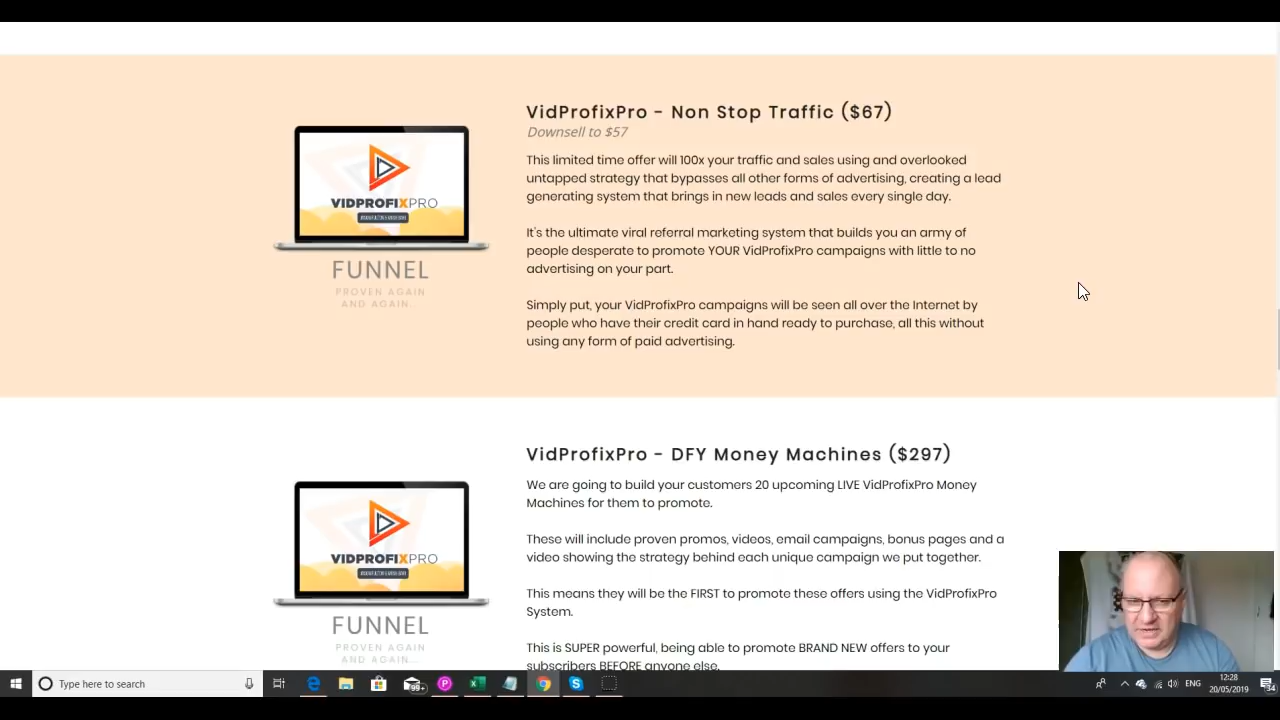 VidProfixPro - Non Stop Traffic ($67)
Downsell to $57
This limited time offer will 100x your traffic and sales using and overlooked
untapped strategy that bypasses all other forms of advertising, creating a lead
generating system that brings in new leads and sales every single day.
It's the ultimate viral referral marketing system that builds you an army of
people desperate to promote YOUR VidProfixPro campaigns with little to no
advertising on your part.
Simply put, your VidProfixPro campaigns will be seen all over the Internet by
people who have their credit card in hand ready to purchase, all this without
using any form of paid advertising.
VIDPROFIXPRO
FUNNEL
PROVEN AGAIN
AND AGAIN...
VidProfixPro - DFY Money Machines ($297)
We are going to build your customers 20 upcoming LIVE VidProfixPro Money
Machines for them to promote.
These will include proven promos, videos, email campaigns, bonus pages and a
video showing the strategy behind each unique campaign we put together.
This means they will be the FIRST to promote these offers using the VidProfixPro
System.
This is SUPER powerful, being able to promote BRAND NEW offers to your
subscribers BEFORE anyone else.
VIDPROFIXPRO
FUNNEL
PROVEN AGAIN
AND AGAIN...
Type here to search
99+
ENG
12:28
20/05/2019
34